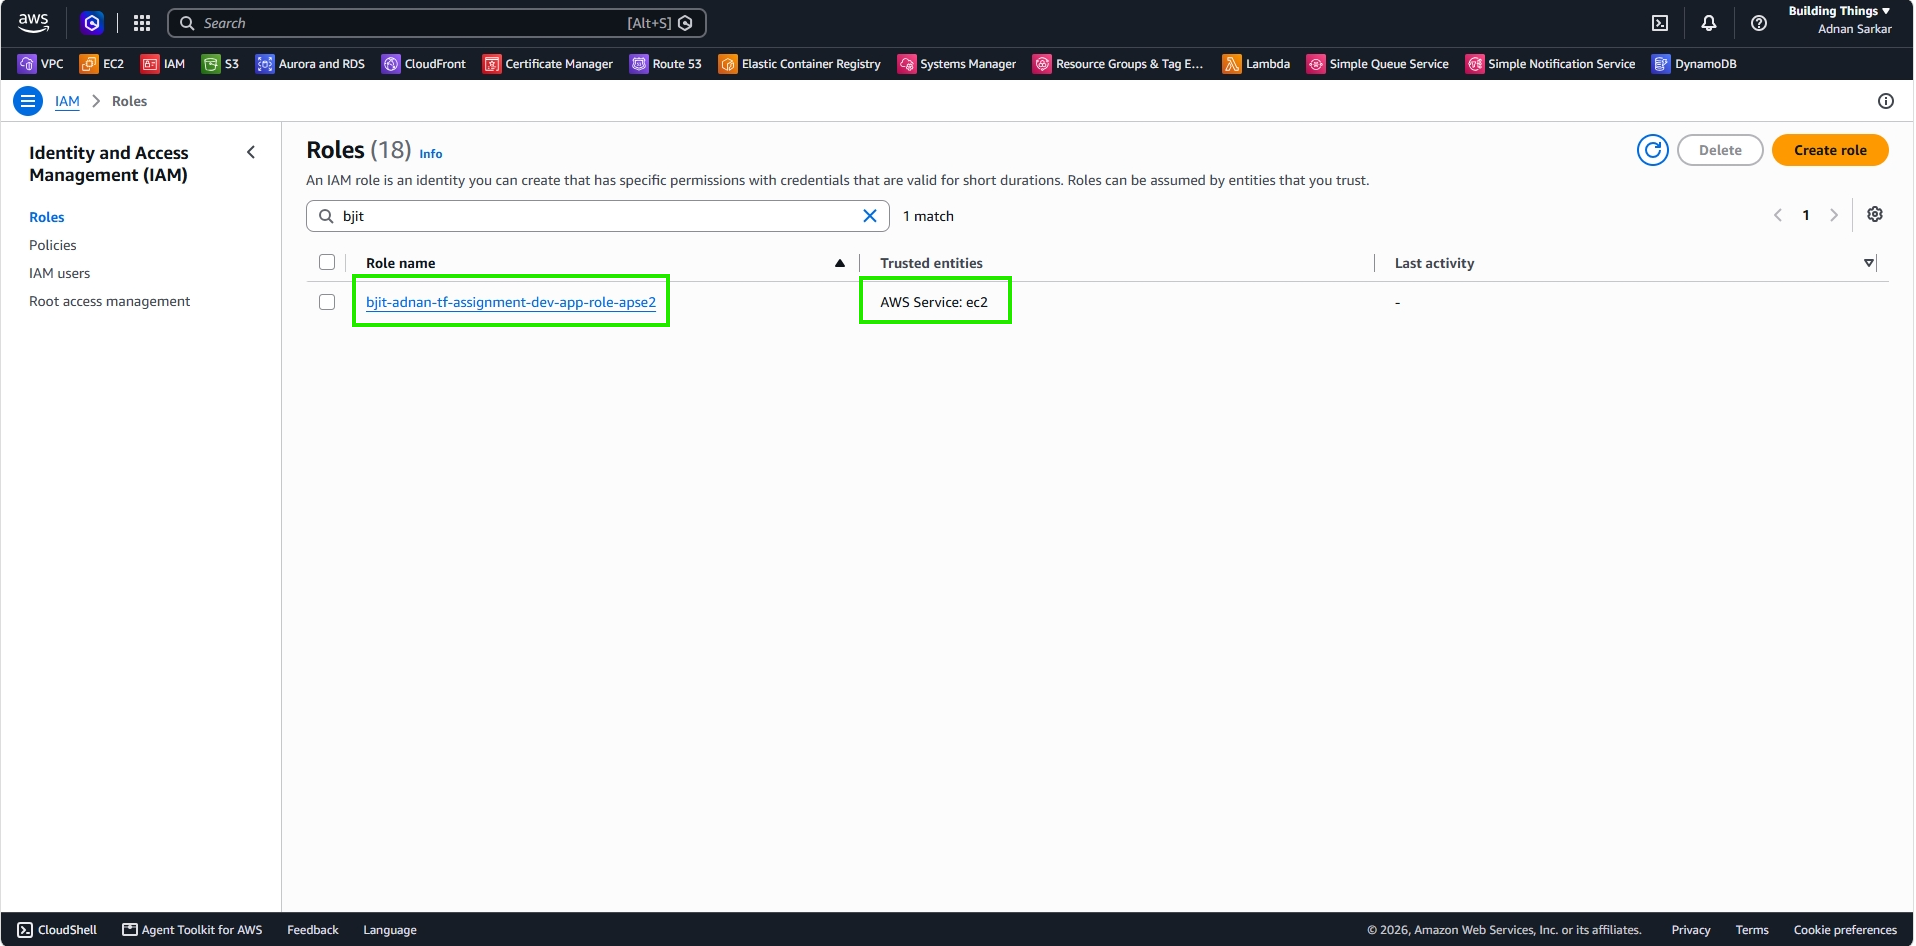 aws
Search [Alt+S]
Building Things
Adnan Sarkar
VPC EC2 IAM S3 Aurora and RDS CloudFront Certificate Manager Route 53 Elastic Container Registry Systems Manager Resource Groups & Tag E... Lambda Simple Queue Service Simple Notification Service DynamoDB
IAM Roles
Identity and Access
Management (IAM)
Roles
Policies
IAM users
Root access management
Roles (18) Info
Delete
Create role
An IAM role is an identity you can create that has specific permissions with credentials that are valid for short durations. Roles can be assumed by entities that you trust.
bjit
1 match
1
Role name Trusted entities Last activity
bjit-adnan-tf-assignment-dev-app-role-apse2 AWS Service: ec2 -
CloudShell Agent Toolkit for AWS Feedback Language © 2026, Amazon Web Services, Inc. or its affiliates. Privacy Terms Cookie preferences